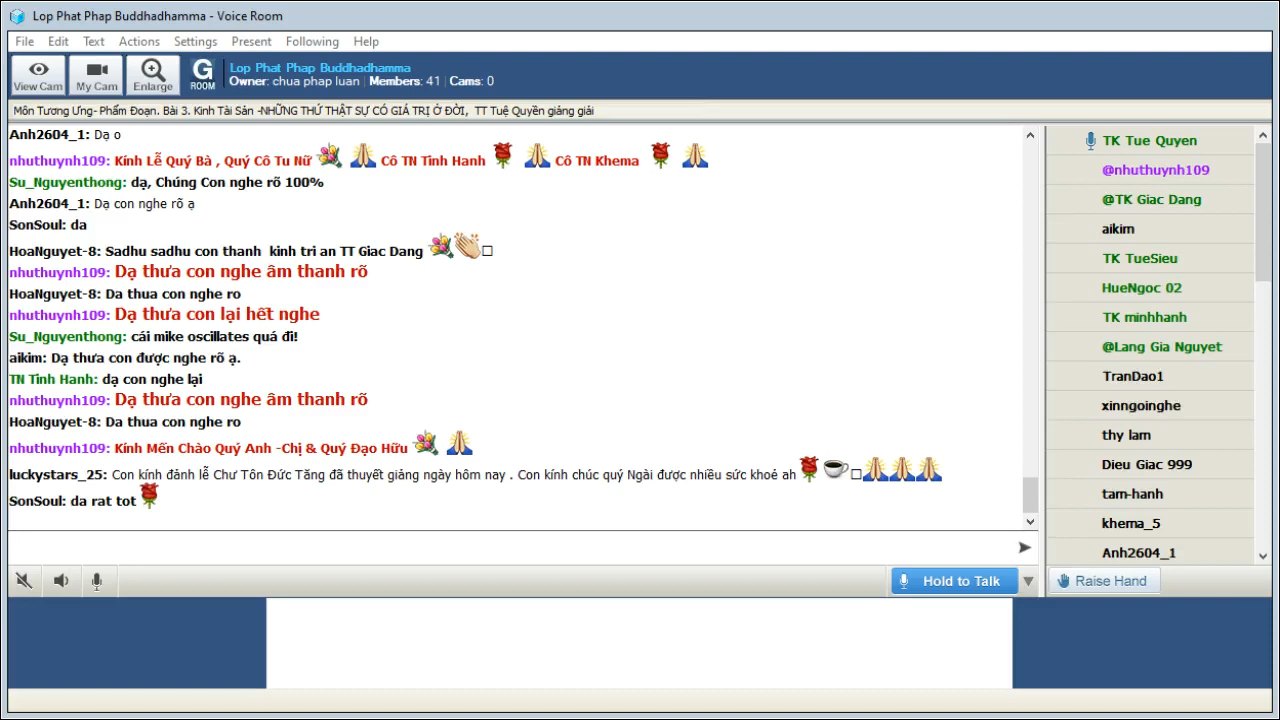 Lop Phat Phap Buddhadhamma - Voice Room
File Edit Text Actions Settings Present Following Help
View Cam My Cam Enlarge G ROOM
Lop Phat Phap Buddhadhamma
Owner: chua phap luan Members: 41 Cams: 0
Môn Tương Ưng- Phẩm Đoạn. Bài 3. Kinh Tài Sản -NHỮNG THỨ THẬT SỰ CÓ GIÁ TRỊ Ở ĐỜI, TT Tuệ Quyền giảng giải
Anh2604_1: Dạ o
nhuthuynh109: Kính Lễ Quý Bà , Quý Cô Tu Nữ Cô TN Tinh Hanh Cô TN Khema
Su_Nguyenthong: dạ, Chúng Con nghe rõ 100%
Anh2604_1: Dạ con nghe rõ ạ
SonSoul: da
HoaNguyet-8: Sadhu sadhu con thanh kinh tri an TT Giac Dang
nhuthuynh109: Dạ thưa con nghe âm thanh rõ
HoaNguyet-8: Da thua con nghe ro
nhuthuynh109: Dạ thưa con lại hết nghe
Su_Nguyenthong: cái mike oscillates quá đi!
aikim: Dạ thưa con được nghe rõ ạ.
TN Tinh Hanh: dạ con nghe lại
nhuthuynh109: Dạ thưa con nghe âm thanh rõ
HoaNguyet-8: Da thua con nghe ro
nhuthuynh109: Kính Mến Chào Quý Anh -Chị & Quý Đạo Hữu
luckystars_25: Con kính đảnh lễ Chư Tôn Đức Tăng đã thuyết giảng ngày hôm nay . Con kính chúc quý Ngài được nhiều sức khoẻ ah
SonSoul: da rat tot
TK Tue Quyen
@nhuthuynh109
@TK Giac Dang
aikim
TK TueSieu
HueNgoc 02
TK minhhanh
@Lang Gia Nguyet
TranDao1
xinngoinghe
thy lam
Dieu Giac 999
tam-hanh
khema_5
Anh2604_1
Hold to Talk
Raise Hand